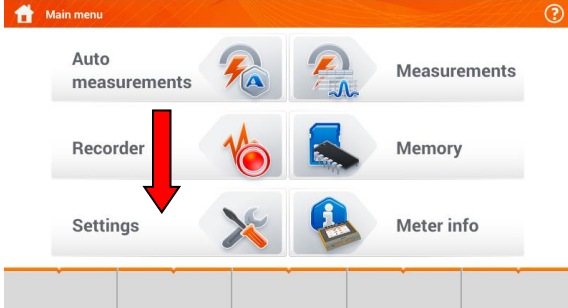 Main menu
?
Auto
measurements
Measurements
Recorder
Memory
Settings
Meter info